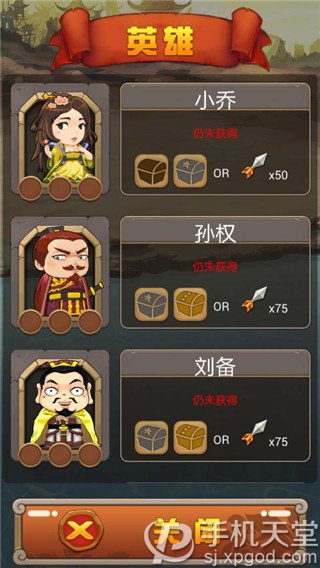 英雄
小乔
仍未获得
OR x50
孙权
仍未获得
OR x75
刘备
仍未获得
OR x75
关闭
手机天堂
sj.xpgod.com